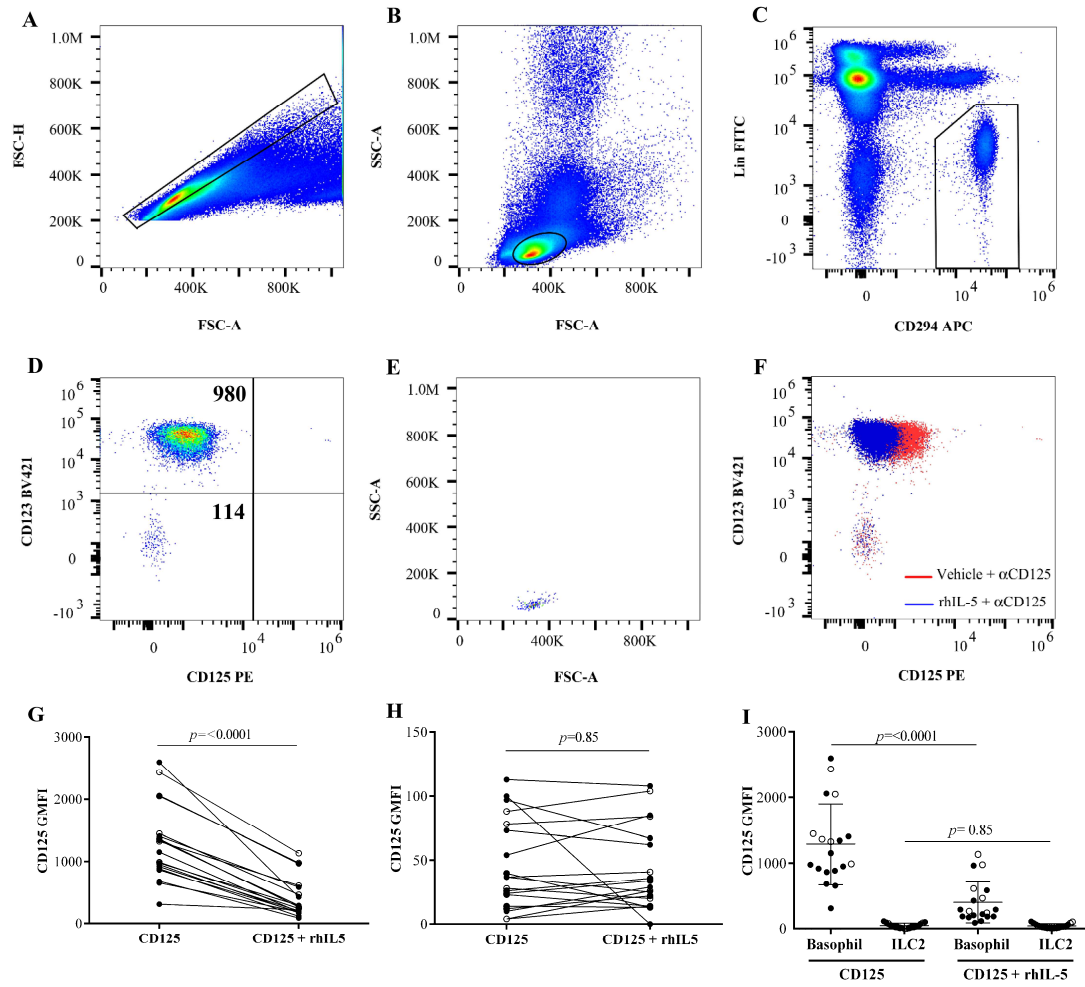 A
1.0M
800K
600K
400K
200K
0
FSC-H
400K
800K
FSC-A
B
1.0M
800K
600K
400K
200K
0
SSC-A
0
400K
800K
FSC-A
C
10^6
10^5
10^4
10^3
0
-10^3
Lin FITC
0
10^4
10^6
CD294 APC
D
980
114
10^6
10^5
10^4
10^3
0
-10^3
CD123 BV421
0
10^4
10^6
CD125 PE
E
1.0M
800K
600K
400K
200K
0
SSC-A
0
400K
800K
FSC-A
F
10^6
10^5
10^4
10^3
0
-10^3
CD123 BV421
Vehicle + αCD125
rhIL-5 + αCD125
0
10^4
10^6
CD125 PE
G
p=<0.0001
3000
2000
1000
0
CD125 GMFI
CD125
CD125 + rhIL5
H
p=0.85
150
100
50
0
CD125 GMFI
CD125
CD125 + rhIL5
I
p=<0.0001
p= 0.85
3000
2000
1000
0
CD125 GMFI
Basophil
ILC2
Basophil
ILC2
CD125
CD125 + rhIL-5